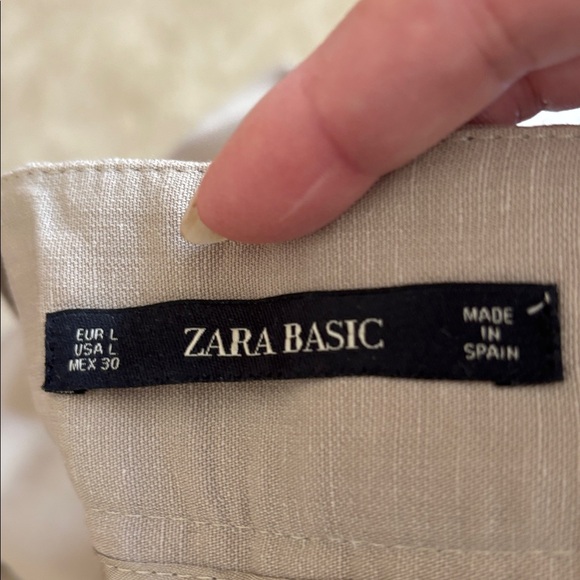 EUR L
USA L
MEX 30
ZARA BASIC
MADE
IN
SPAIN